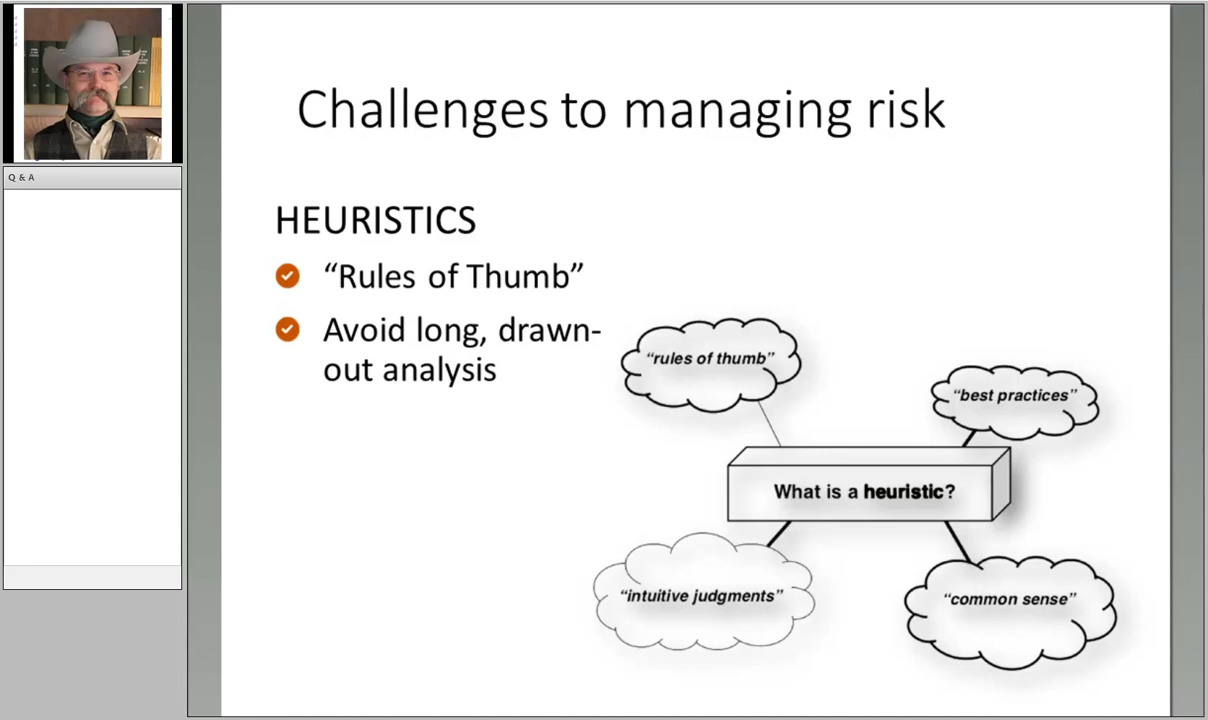 Q & A
Challenges to managing risk
HEURISTICS
“Rules of Thumb”
Avoid long, drawn-
out analysis
“rules of thumb”
“best practices”
What is a heuristic?
“intuitive judgments”
“common sense”